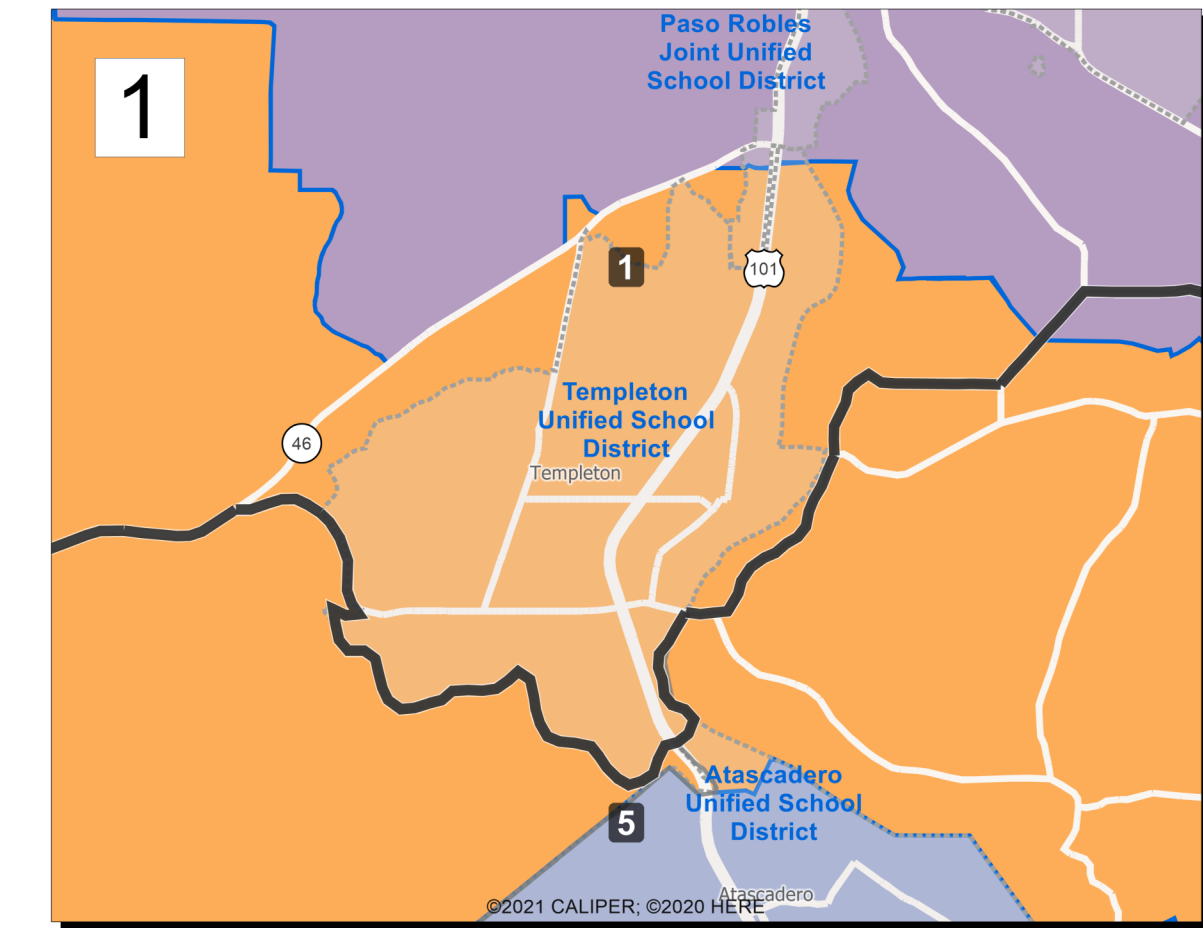 Paso Robles
Joint Unified
School District
1
1
101
Templeton
Unified School
District
46
Templeton
Atascadero
Unified School
District
5
Atascadero
©2021 CALIPER; ©2020 HERE